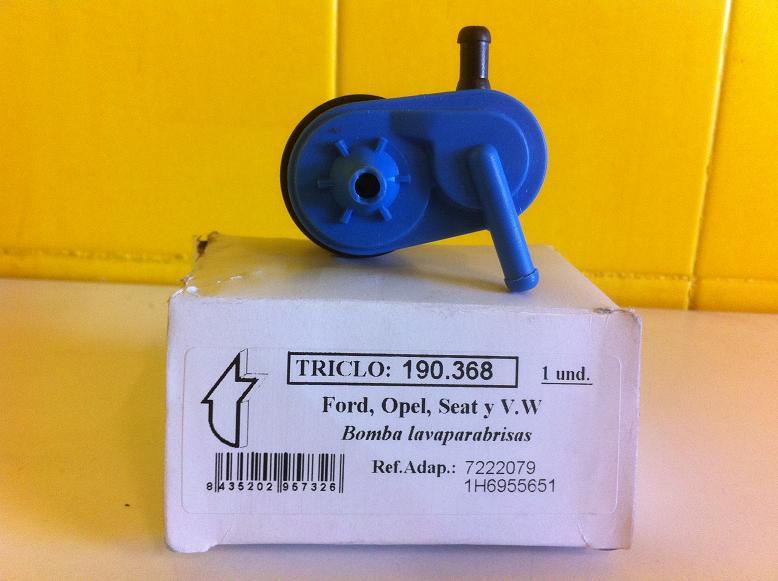 TRICLO: 190.368
1 und.
Ford, Opel, Seat y V.W
Bomba lavaparabrisas
Ref.Adap.: 7222079
1H6955651
8 435202 957326